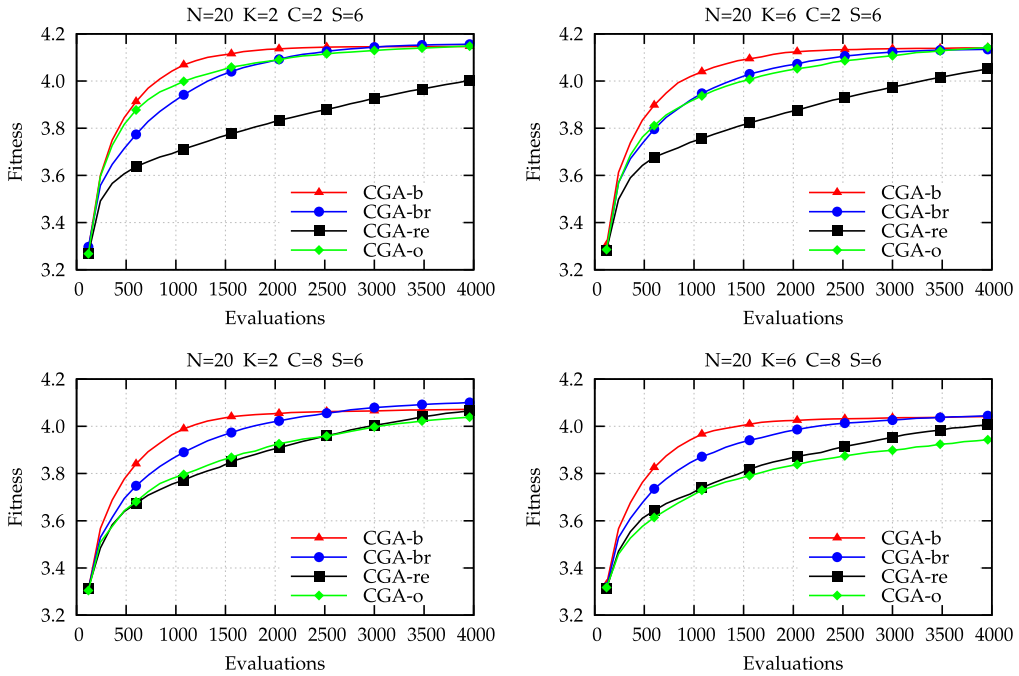 N=20 K=2 C=2 S=6
4.2
4.0
3.8
3.6
3.4
3.2
Fitness
CGA-b
CGA-br
CGA-re
CGA-o
0 500 1000 1500 2000 2500 3000 3500 4000
Evaluations
N=20 K=6 C=2 S=6
4.2
4.0
3.8
3.6
3.4
3.2
Fitness
CGA-b
CGA-br
CGA-re
CGA-o
0 500 1000 1500 2000 2500 3000 3500 4000
Evaluations
N=20 K=2 C=8 S=6
4.2
4.0
3.8
3.6
3.4
3.2
Fitness
CGA-b
CGA-br
CGA-re
CGA-o
0 500 1000 1500 2000 2500 3000 3500 4000
Evaluations
N=20 K=6 C=8 S=6
4.2
4.0
3.8
3.6
3.4
3.2
Fitness
CGA-b
CGA-br
CGA-re
CGA-o
0 500 1000 1500 2000 2500 3000 3500 4000
Evaluations